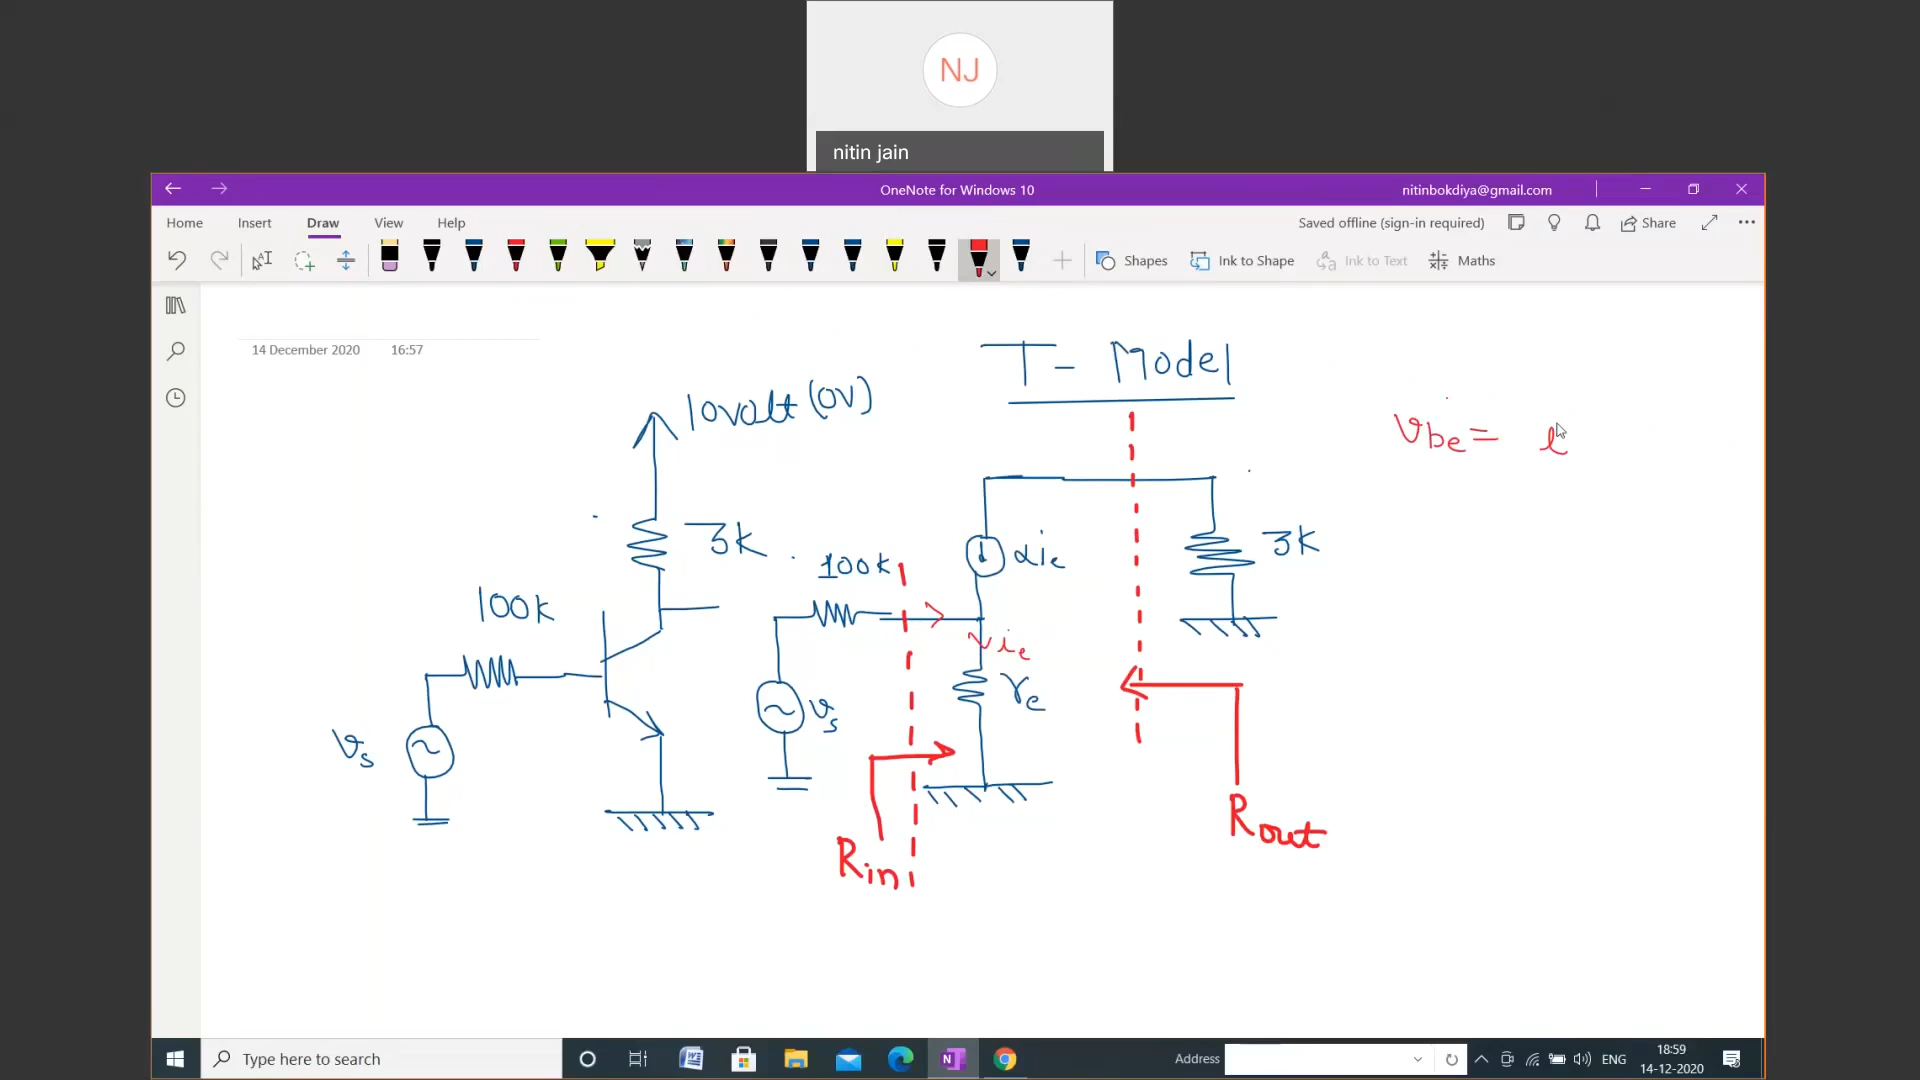 NJ
nitin jain
OneNote for Windows 10
nitinbokdiya@gmail.com
Home Insert Draw View Help
Saved offline (sign-in required)
Share
Shapes
Ink to Shape
Ink to Text
Maths
14 December 2020 16:57
T- Model
10volt (0V)
Vbe =
3k
100k
αie
3k
100k
ie
re
Vs
Vs
Rin
Rout
Type here to search
Address
ENG
18:59
14-12-2020